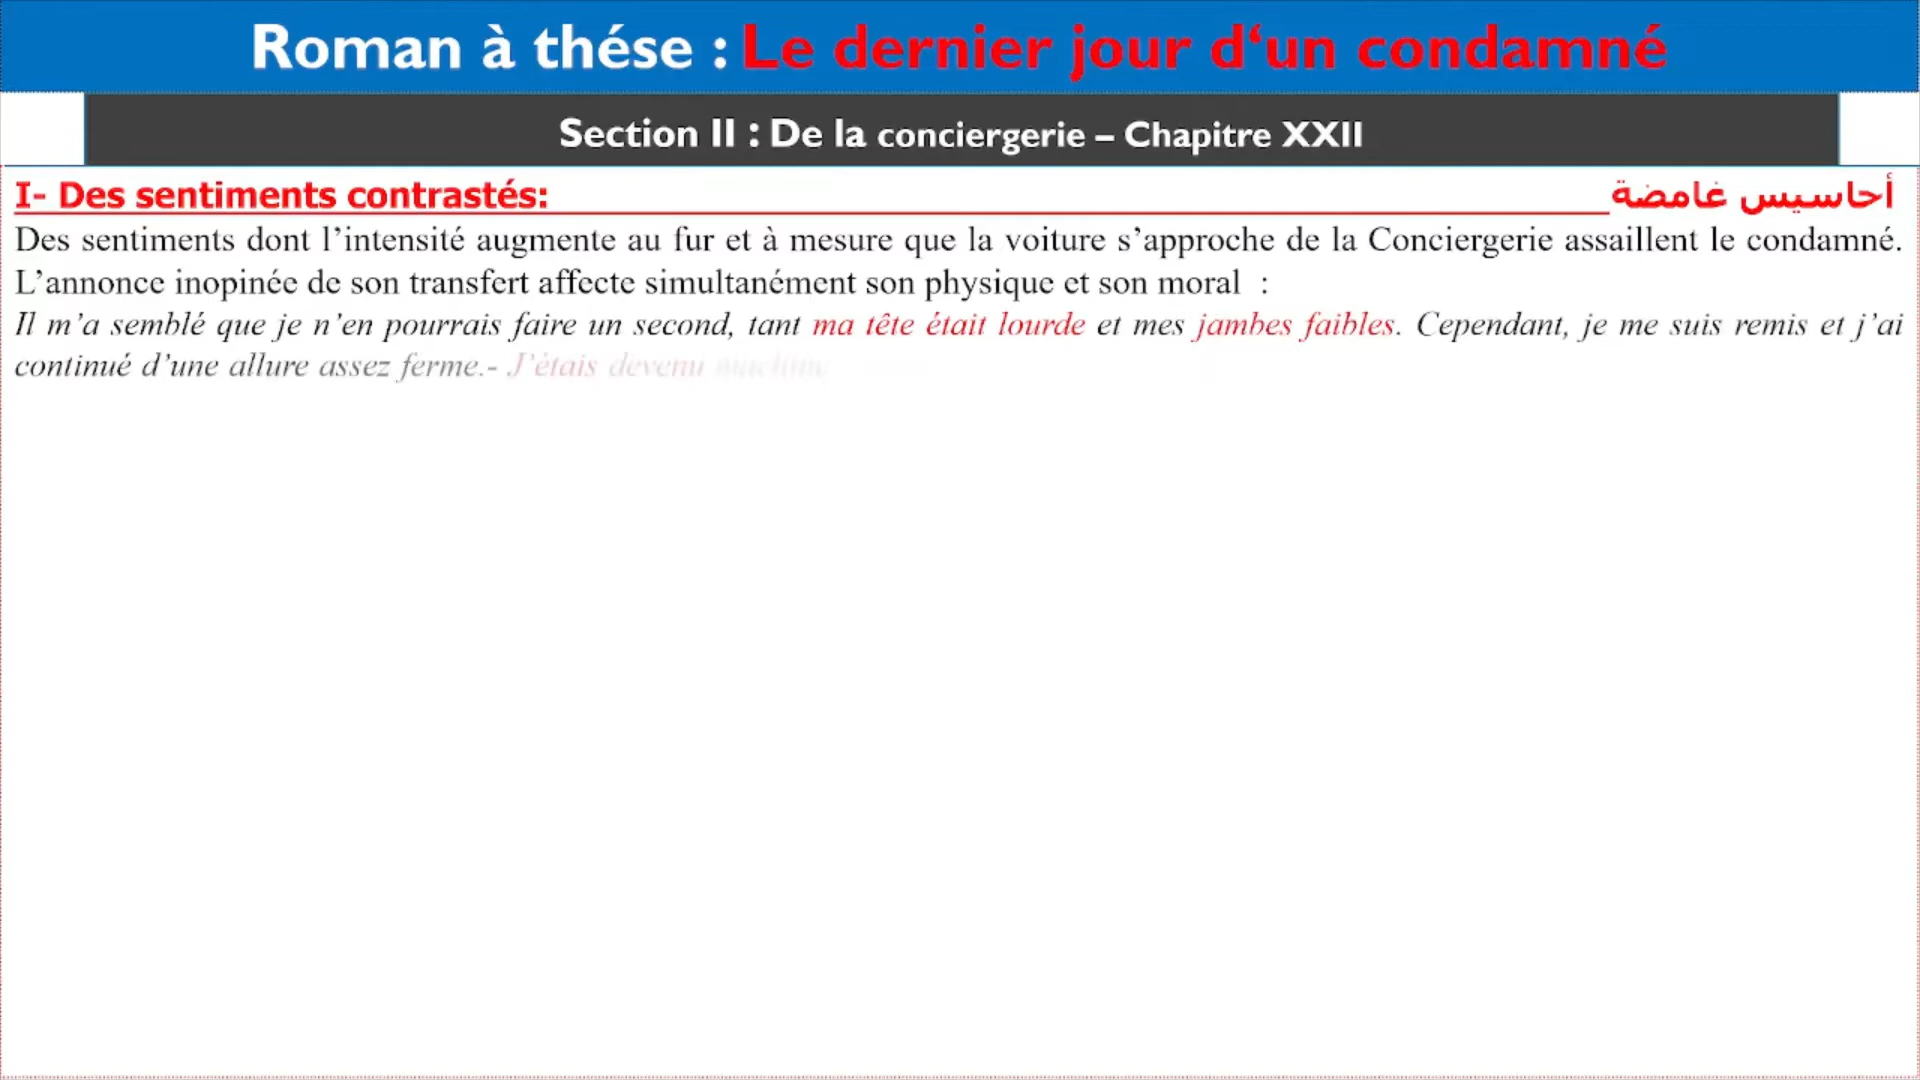 Roman à thése : Le dernier jour d‘un condamné
Section II : De la conciergerie – Chapitre XXII
I- Des sentiments contrastés: أحاسيس غامضة
Des sentiments dont l’intensité augmente au fur et à mesure que la voiture s’approche de la Conciergerie assaillent le condamné.
L’annonce inopinée de son transfert affecte simultanément son physique et son moral :
Il m’a semblé que je n’en pourrais faire un second, tant ma tête était lourde et mes jambes faibles. Cependant, je me suis remis et j’ai
continué d’une allure assez ferme.- J’étais devenu machine